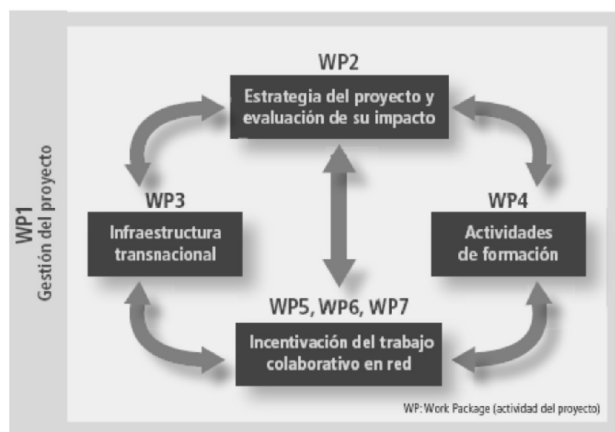 WP1
Gestión del proyecto
WP2
Estrategia del proyecto y
evaluación de su impacto
WP3
Infraestructura
transnacional
WP4
Actividades
de formación
WP5, WP6, WP7
Incentivación del trabajo
colaborativo en red
WP: Work Package (actividad del proyecto)